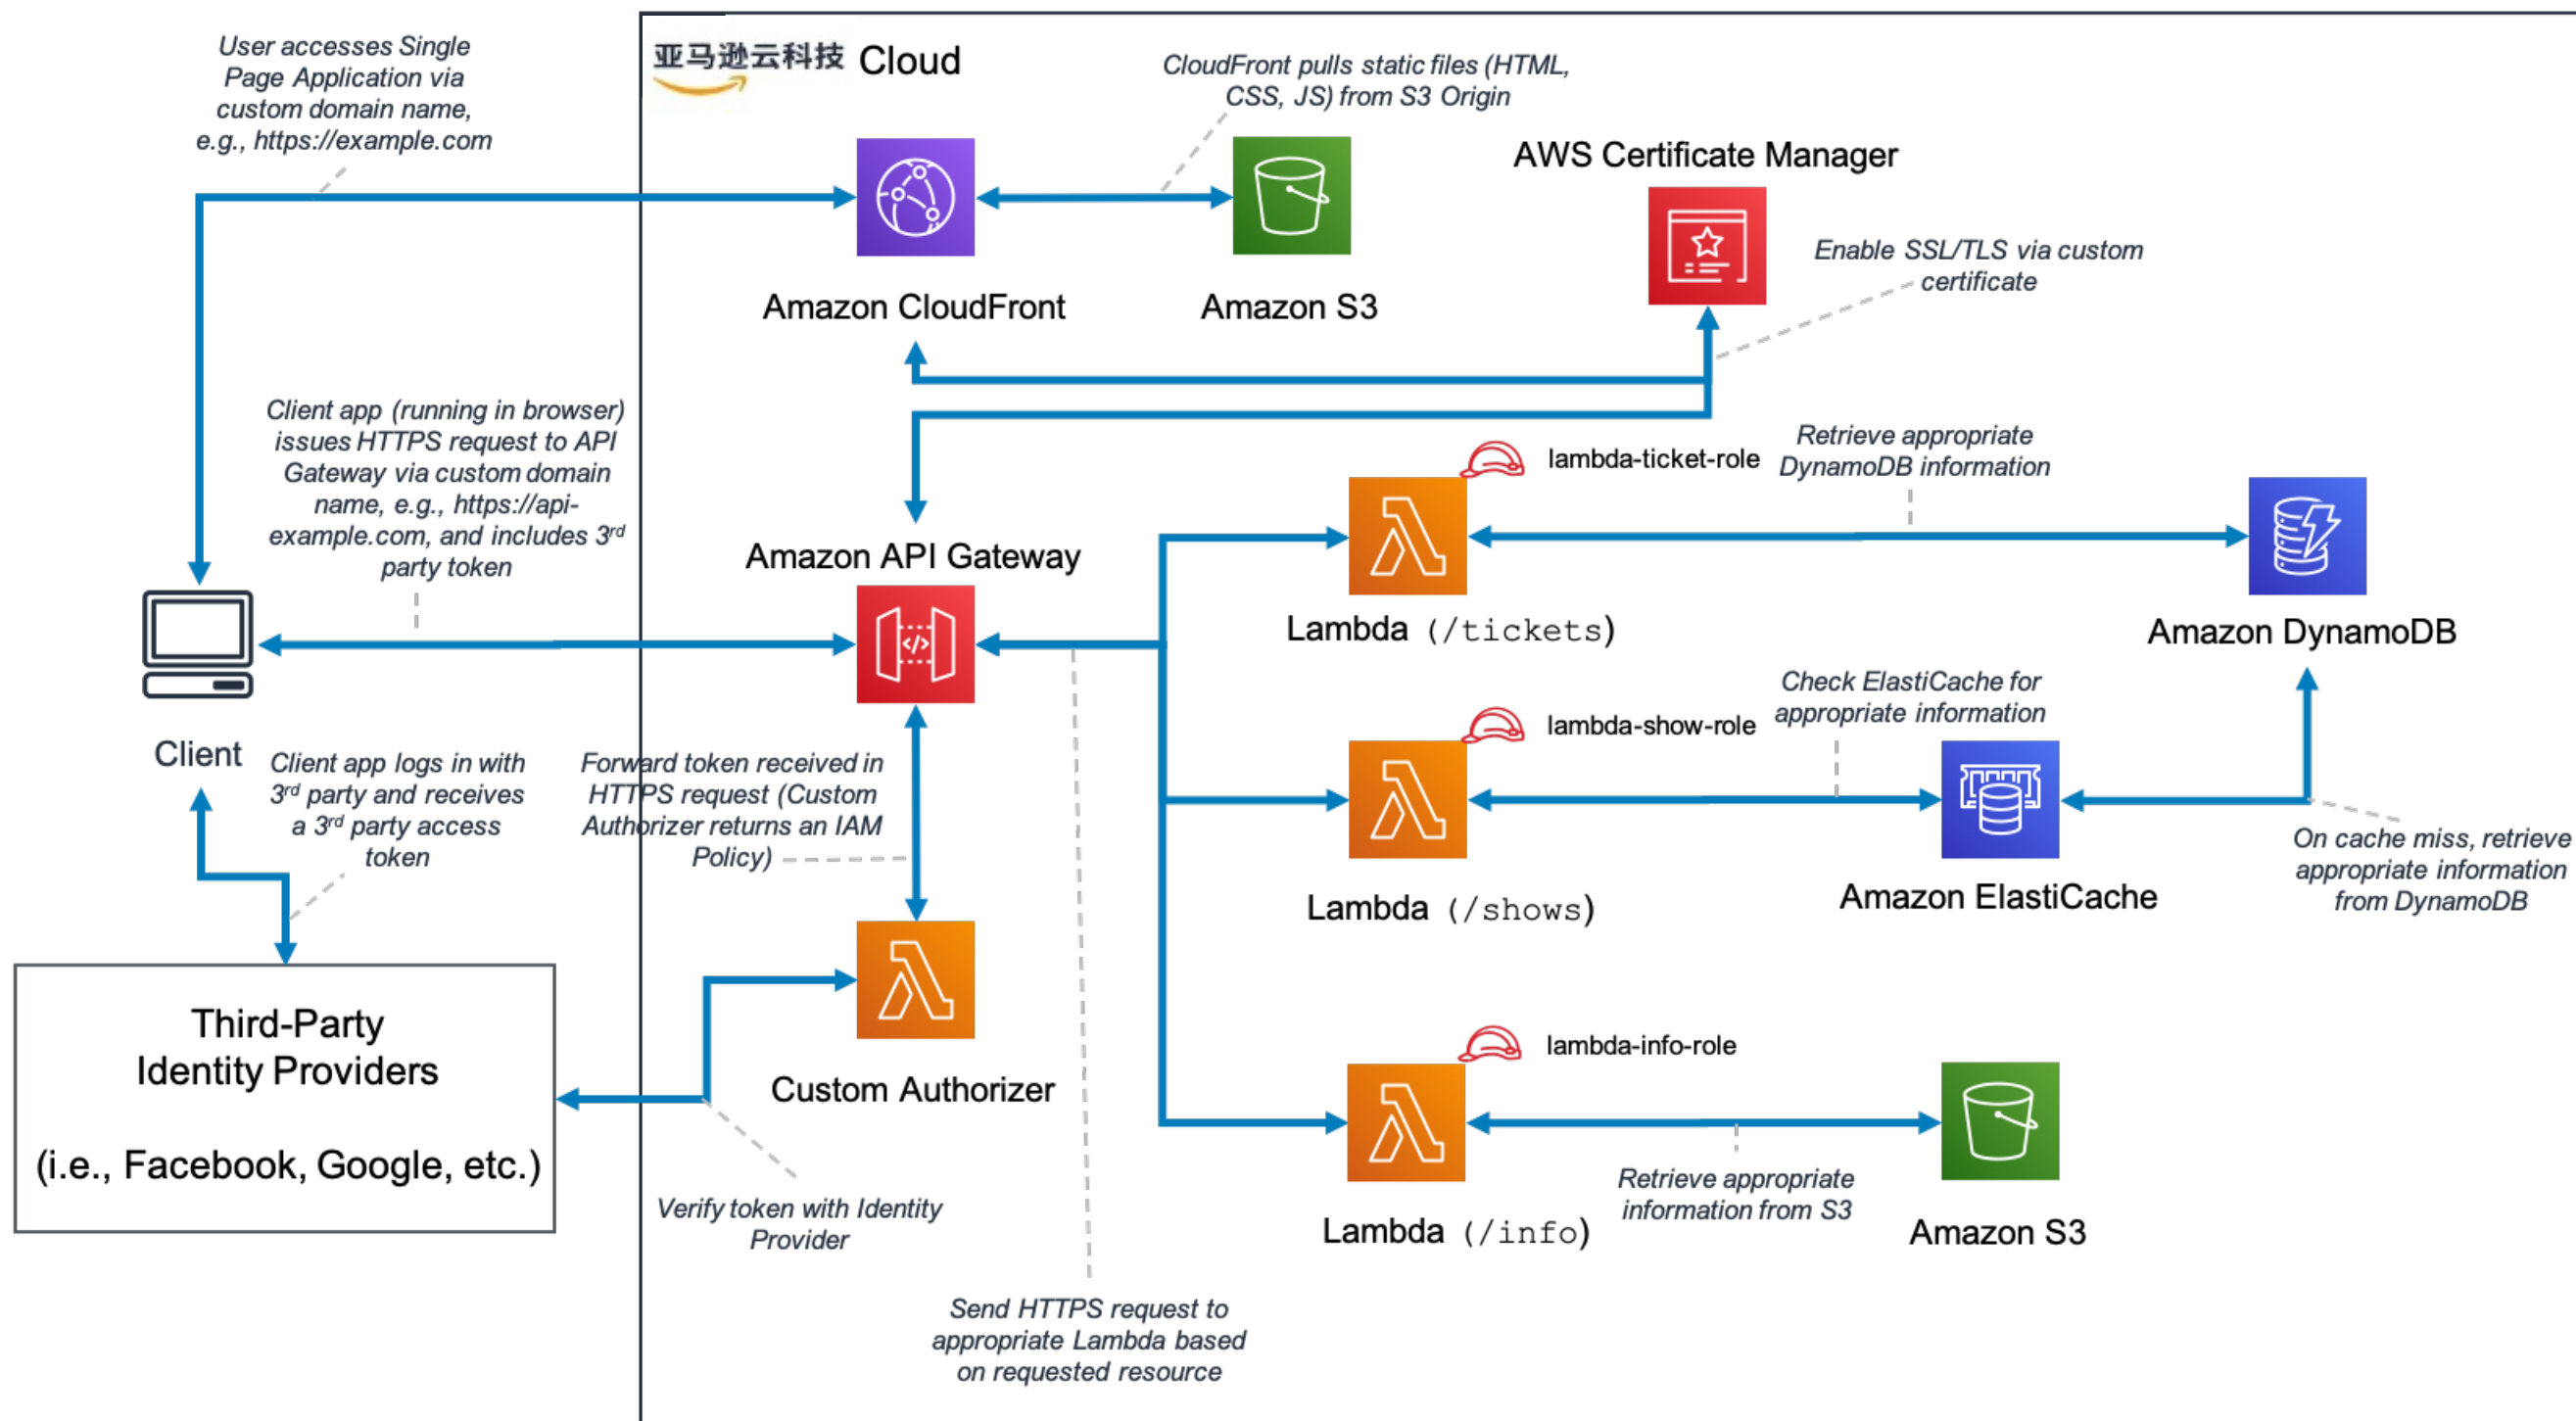 User accesses Single
Page Application via
custom domain name,
e.g., https://example.com
亚马逊云科技 Cloud
CloudFront pulls static files (HTML,
CSS, JS) from S3 Origin
AWS Certificate Manager
Enable SSL/TLS via custom
certificate
Amazon CloudFront
Amazon S3
Client app (running in browser)
issues HTTPS request to API
Gateway via custom domain
name, e.g., https://api-
example.com, and includes 3rd
party token
lambda-ticket-role
Retrieve appropriate
DynamoDB information
Amazon API Gateway
Lambda (/tickets)
Amazon DynamoDB
Client
Client app logs in with
3rd party and receives
a 3rd party access
token
Forward token received in
HTTPS request (Custom
Authorizer returns an IAM
Policy)
lambda-show-role
Check ElastiCache for
appropriate information
Lambda (/shows)
Amazon ElastiCache
On cache miss, retrieve
appropriate information
from DynamoDB
Third-Party
Identity Providers
(i.e., Facebook, Google, etc.)
Custom Authorizer
Verify token with Identity
Provider
lambda-info-role
Lambda (/info)
Retrieve appropriate
information from S3
Amazon S3
Send HTTPS request to
appropriate Lambda based
on requested resource